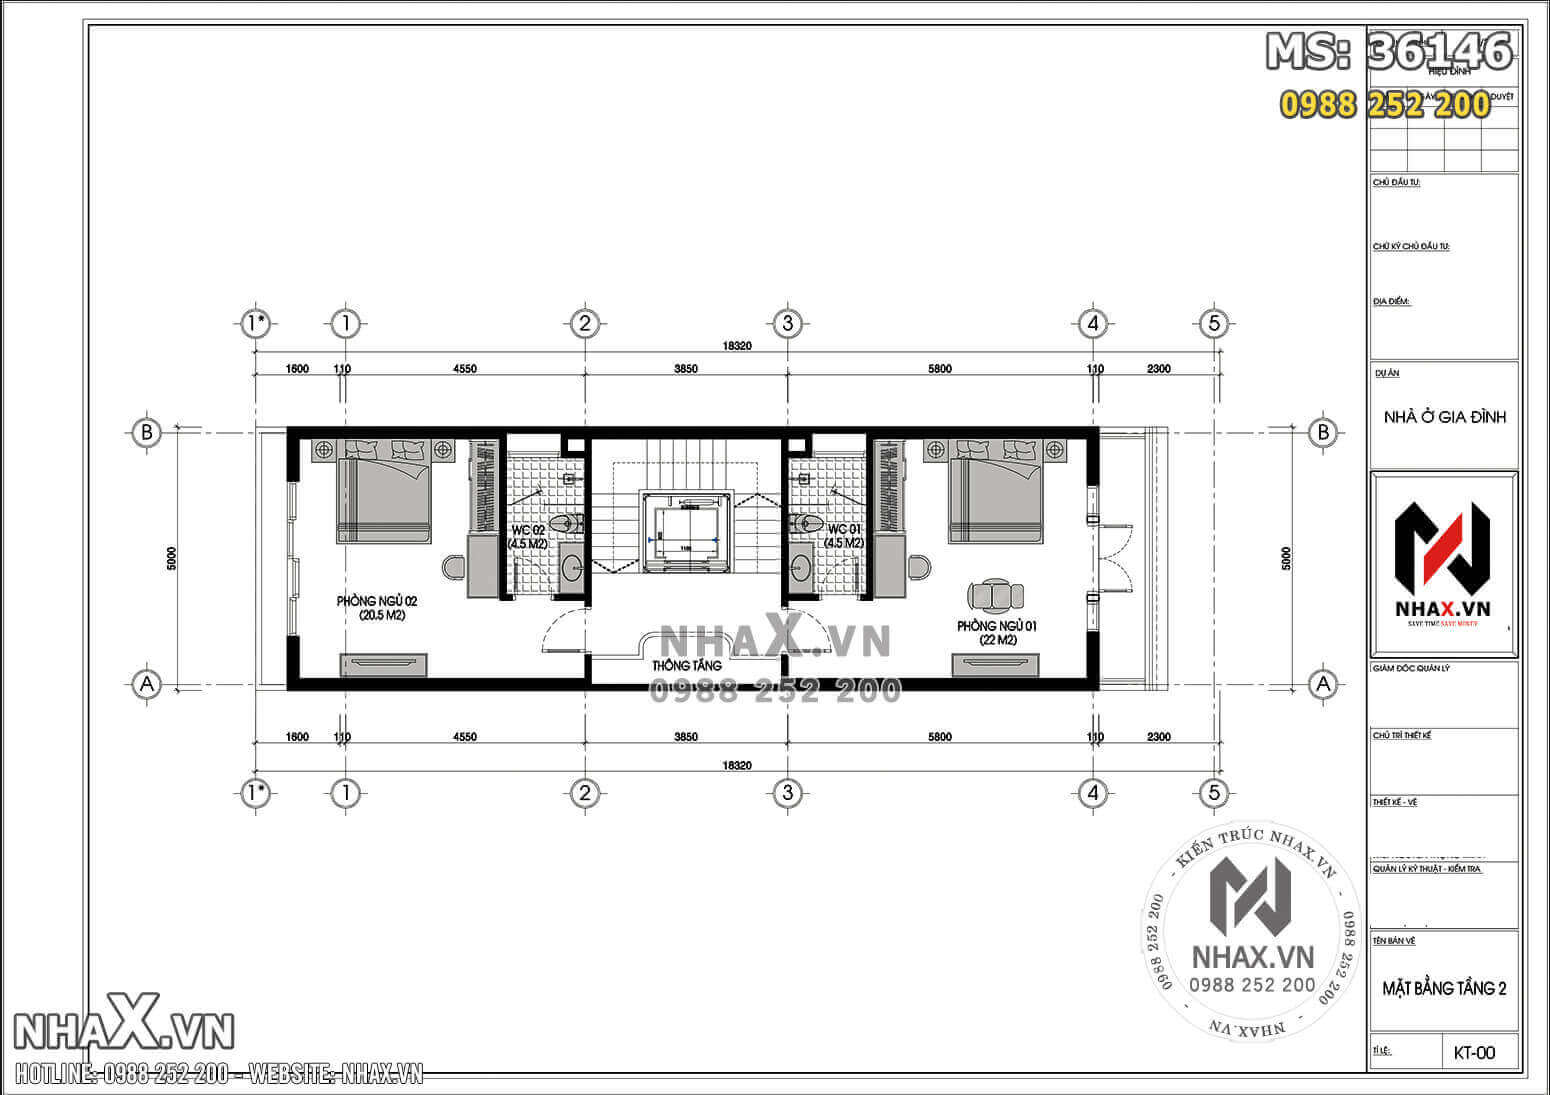 MS: 36146
0988 252 200
HIỆU ĐÍNH
DUYỆT
CHỦ ĐẦU TƯ:
CHỮ KÝ CHỦ ĐẦU TƯ:
ĐỊA ĐIỂM:
DỰ ÁN
NHÀ Ở GIA ĐÌNH
NHAX.VN
SAVE TIME SAVE MONEY
GIÁM ĐỐC QUẢN LÝ
CHỦ TRÌ THIẾT KẾ
THIẾT KẾ - VẼ
QUẢN LÝ KỸ THUẬT - KIỂM TRA
TÊN BẢN VẼ
MẶT BẰNG TẦNG 2
TỈ LỆ:
KT-00
1* 1 2 3 4 5
18320
1600 110 4550 3850 5800 110 2300
B B
5000 5000
A A
WC 02
(4.5 M2)
WC 01
(4.5 M2)
1100
PHÒNG NGỦ 02
(20.5 M2)
PHÒNG NGỦ 01
(22 M2)
NHAX.VN
THÔNG TẦNG
0988 252 200
1600 110 4550 3850 5800 110 2300
18320
1* 1 2 3 4 5
- KIẾN TRÚC NHAX.VN - 0988 252 200 - NHAX.VN - 0988 252 200
NHAX.VN
0988 252 200
NHAX.VN
HOTLINE: 0988 252 200 - WEBSITE: NHAX.VN